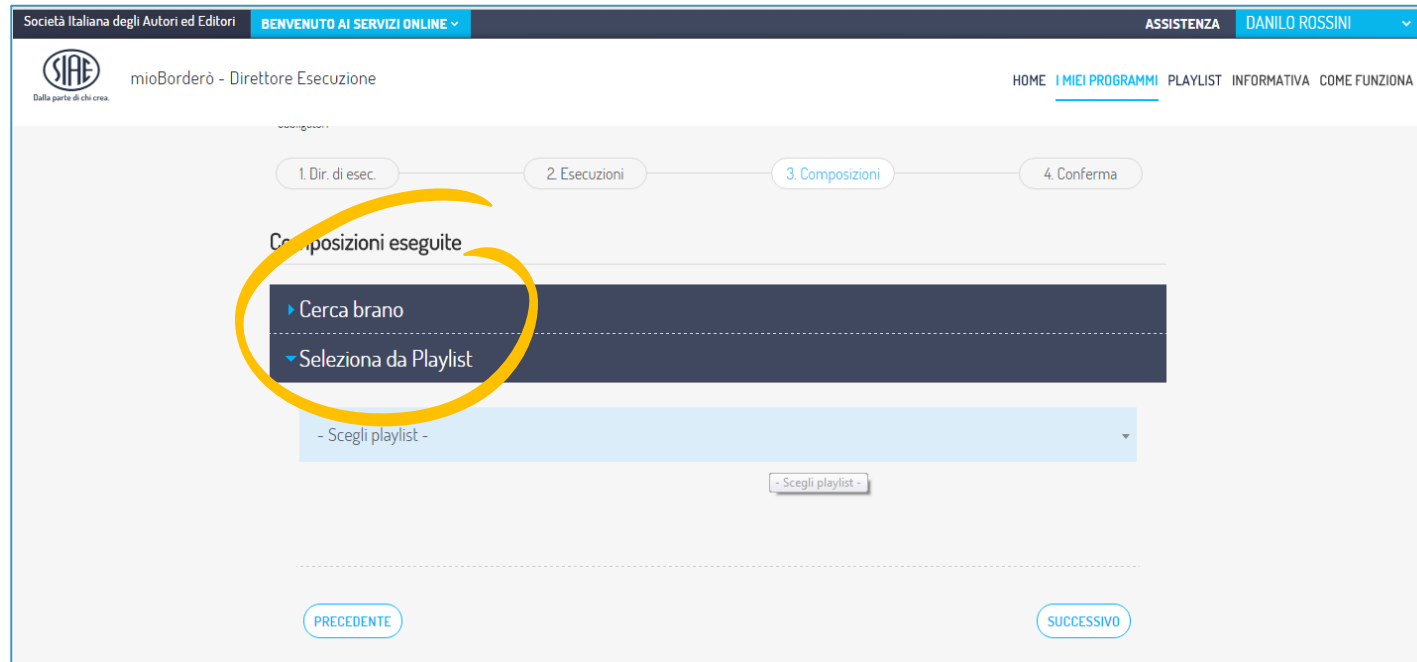 Società Italiana degli Autori ed Editori BENVENUTO AI SERVIZI ONLINE ASSISTENZA DANILO ROSSINI
SIAE
Dalla parte di chi crea.
mioBorderò - Direttore Esecuzione
HOME I MIEI PROGRAMMI PLAYLIST INFORMATIVA COME FUNZIONA
1. Dir. di esec. 2. Esecuzioni 3. Composizioni 4. Conferma
Composizioni eseguite
Cerca brano
Seleziona da Playlist
- Scegli playlist -
- Scegli playlist -
PRECEDENTE SUCCESSIVO